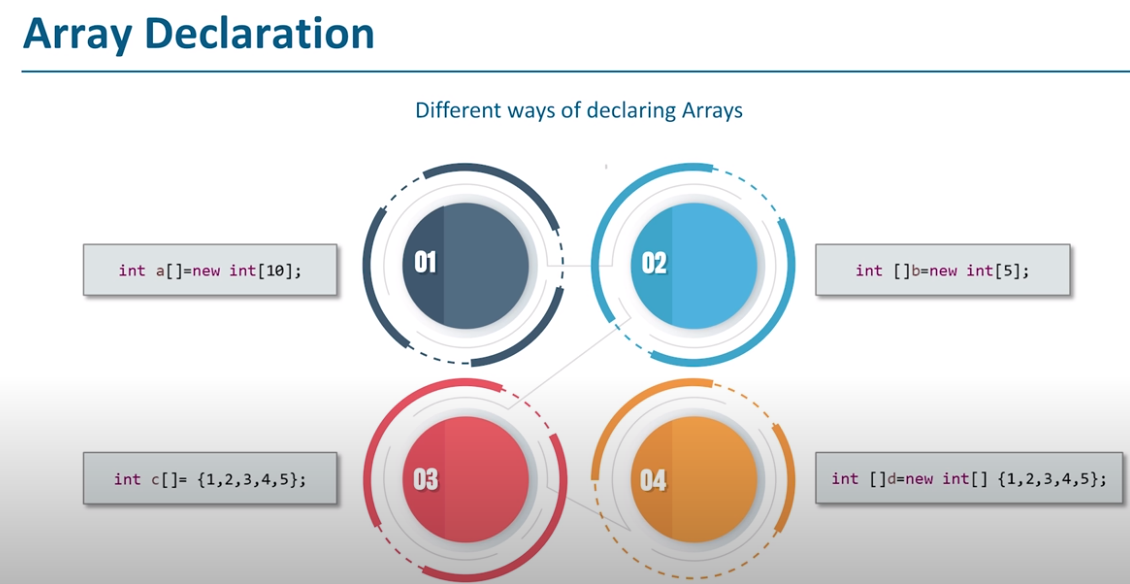 Array Declaration
Different ways of declaring Arrays
01
int a[]=new int[10];
02
int []b=new int[5];
03
int c[]= {1,2,3,4,5};
04
int []d=new int[] {1,2,3,4,5};